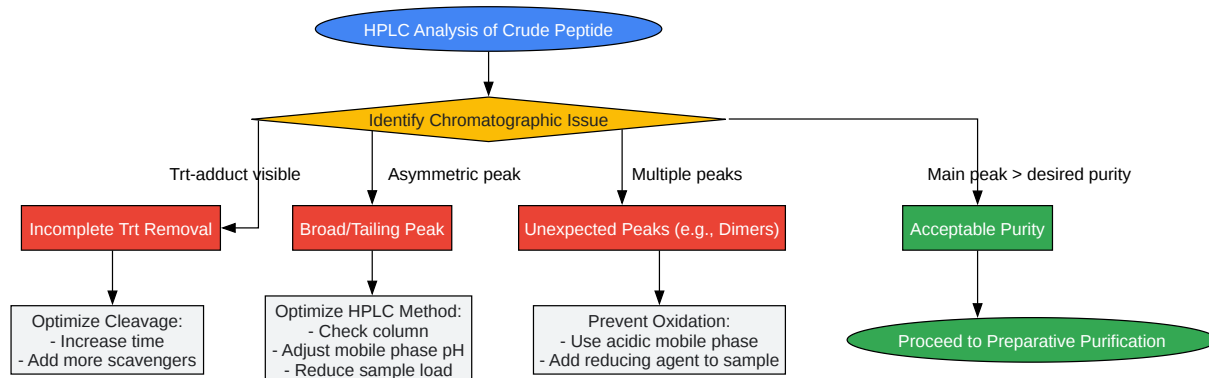 HPLC Analysis of Crude Peptide
Identify Chromatographic Issue
Trt-adduct visible
Asymmetric peak
Multiple peaks
Main peak > desired purity
Incomplete Trt Removal
Broad/Tailing Peak
Unexpected Peaks (e.g., Dimers)
Acceptable Purity
Optimize Cleavage:
- Increase time
- Add more scavengers
Optimize HPLC Method:
- Check column
- Adjust mobile phase pH
- Reduce sample load
Prevent Oxidation:
- Use acidic mobile phase
- Add reducing agent to sample
Proceed to Preparative Purification